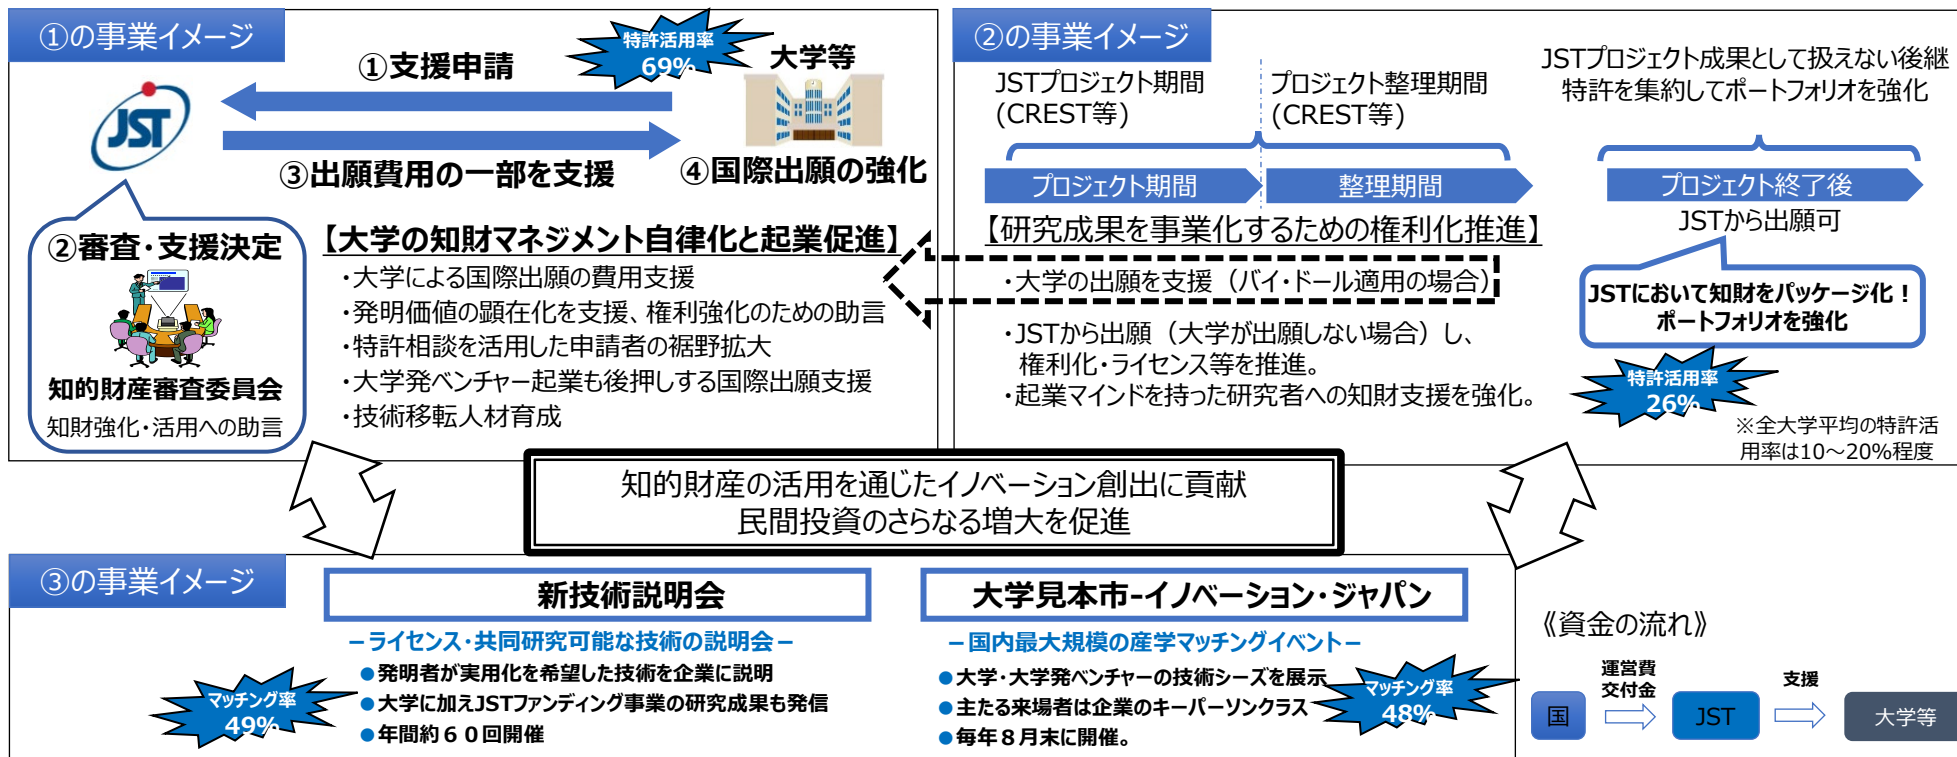 ①の事業イメージ
①支援申請
特許活用率
69%
大学等
JST
③出願費用の一部を支援
④国際出願の強化
②審査・支援決定
知的財産審査委員会
知財強化・活用への助言
【大学の知財マネジメント自律化と起業促進】
・大学による国際出願の費用支援
・発明価値の顕在化を支援、権利強化のための助言
・特許相談を活用した申請者の裾野拡大
・大学発ベンチャー起業も後押しする国際出願支援
・技術移転人材育成
②の事業イメージ
JSTプロジェクト期間
(CREST等)
プロジェクト整理期間
(CREST等)
JSTプロジェクト成果として扱えない後継
特許を集約してポートフォリオを強化
プロジェクト期間
整理期間
プロジェクト終了後
JSTから出願可
【研究成果を事業化するための権利化推進】
・大学の出願を支援（バイ・ドール適用の場合）
・JSTから出願（大学が出願しない場合）し、
権利化・ライセンス等を推進。
・起業マインドを持った研究者への知財支援を強化。
JSTにおいて知財をパッケージ化！
ポートフォリオを強化
特許活用率
26%
※全大学平均の特許活
用率は10～20%程度
知的財産の活用を通じたイノベーション創出に貢献
民間投資のさらなる増大を促進
③の事業イメージ
新技術説明会
－ライセンス・共同研究可能な技術の説明会－
●発明者が実用化を希望した技術を企業に説明
●大学に加えJSTファンディング事業の研究成果も発信
●年間約６０回開催
マッチング率
49%
大学見本市-イノベーション・ジャパン
－国内最大規模の産学マッチングイベント－
●大学・大学発ベンチャーの技術シーズを展示
●主たる来場者は企業のキーパーソンクラス
●毎年８月末に開催。
マッチング率
48%
《資金の流れ》
運営費
交付金
支援
国
JST
大学等